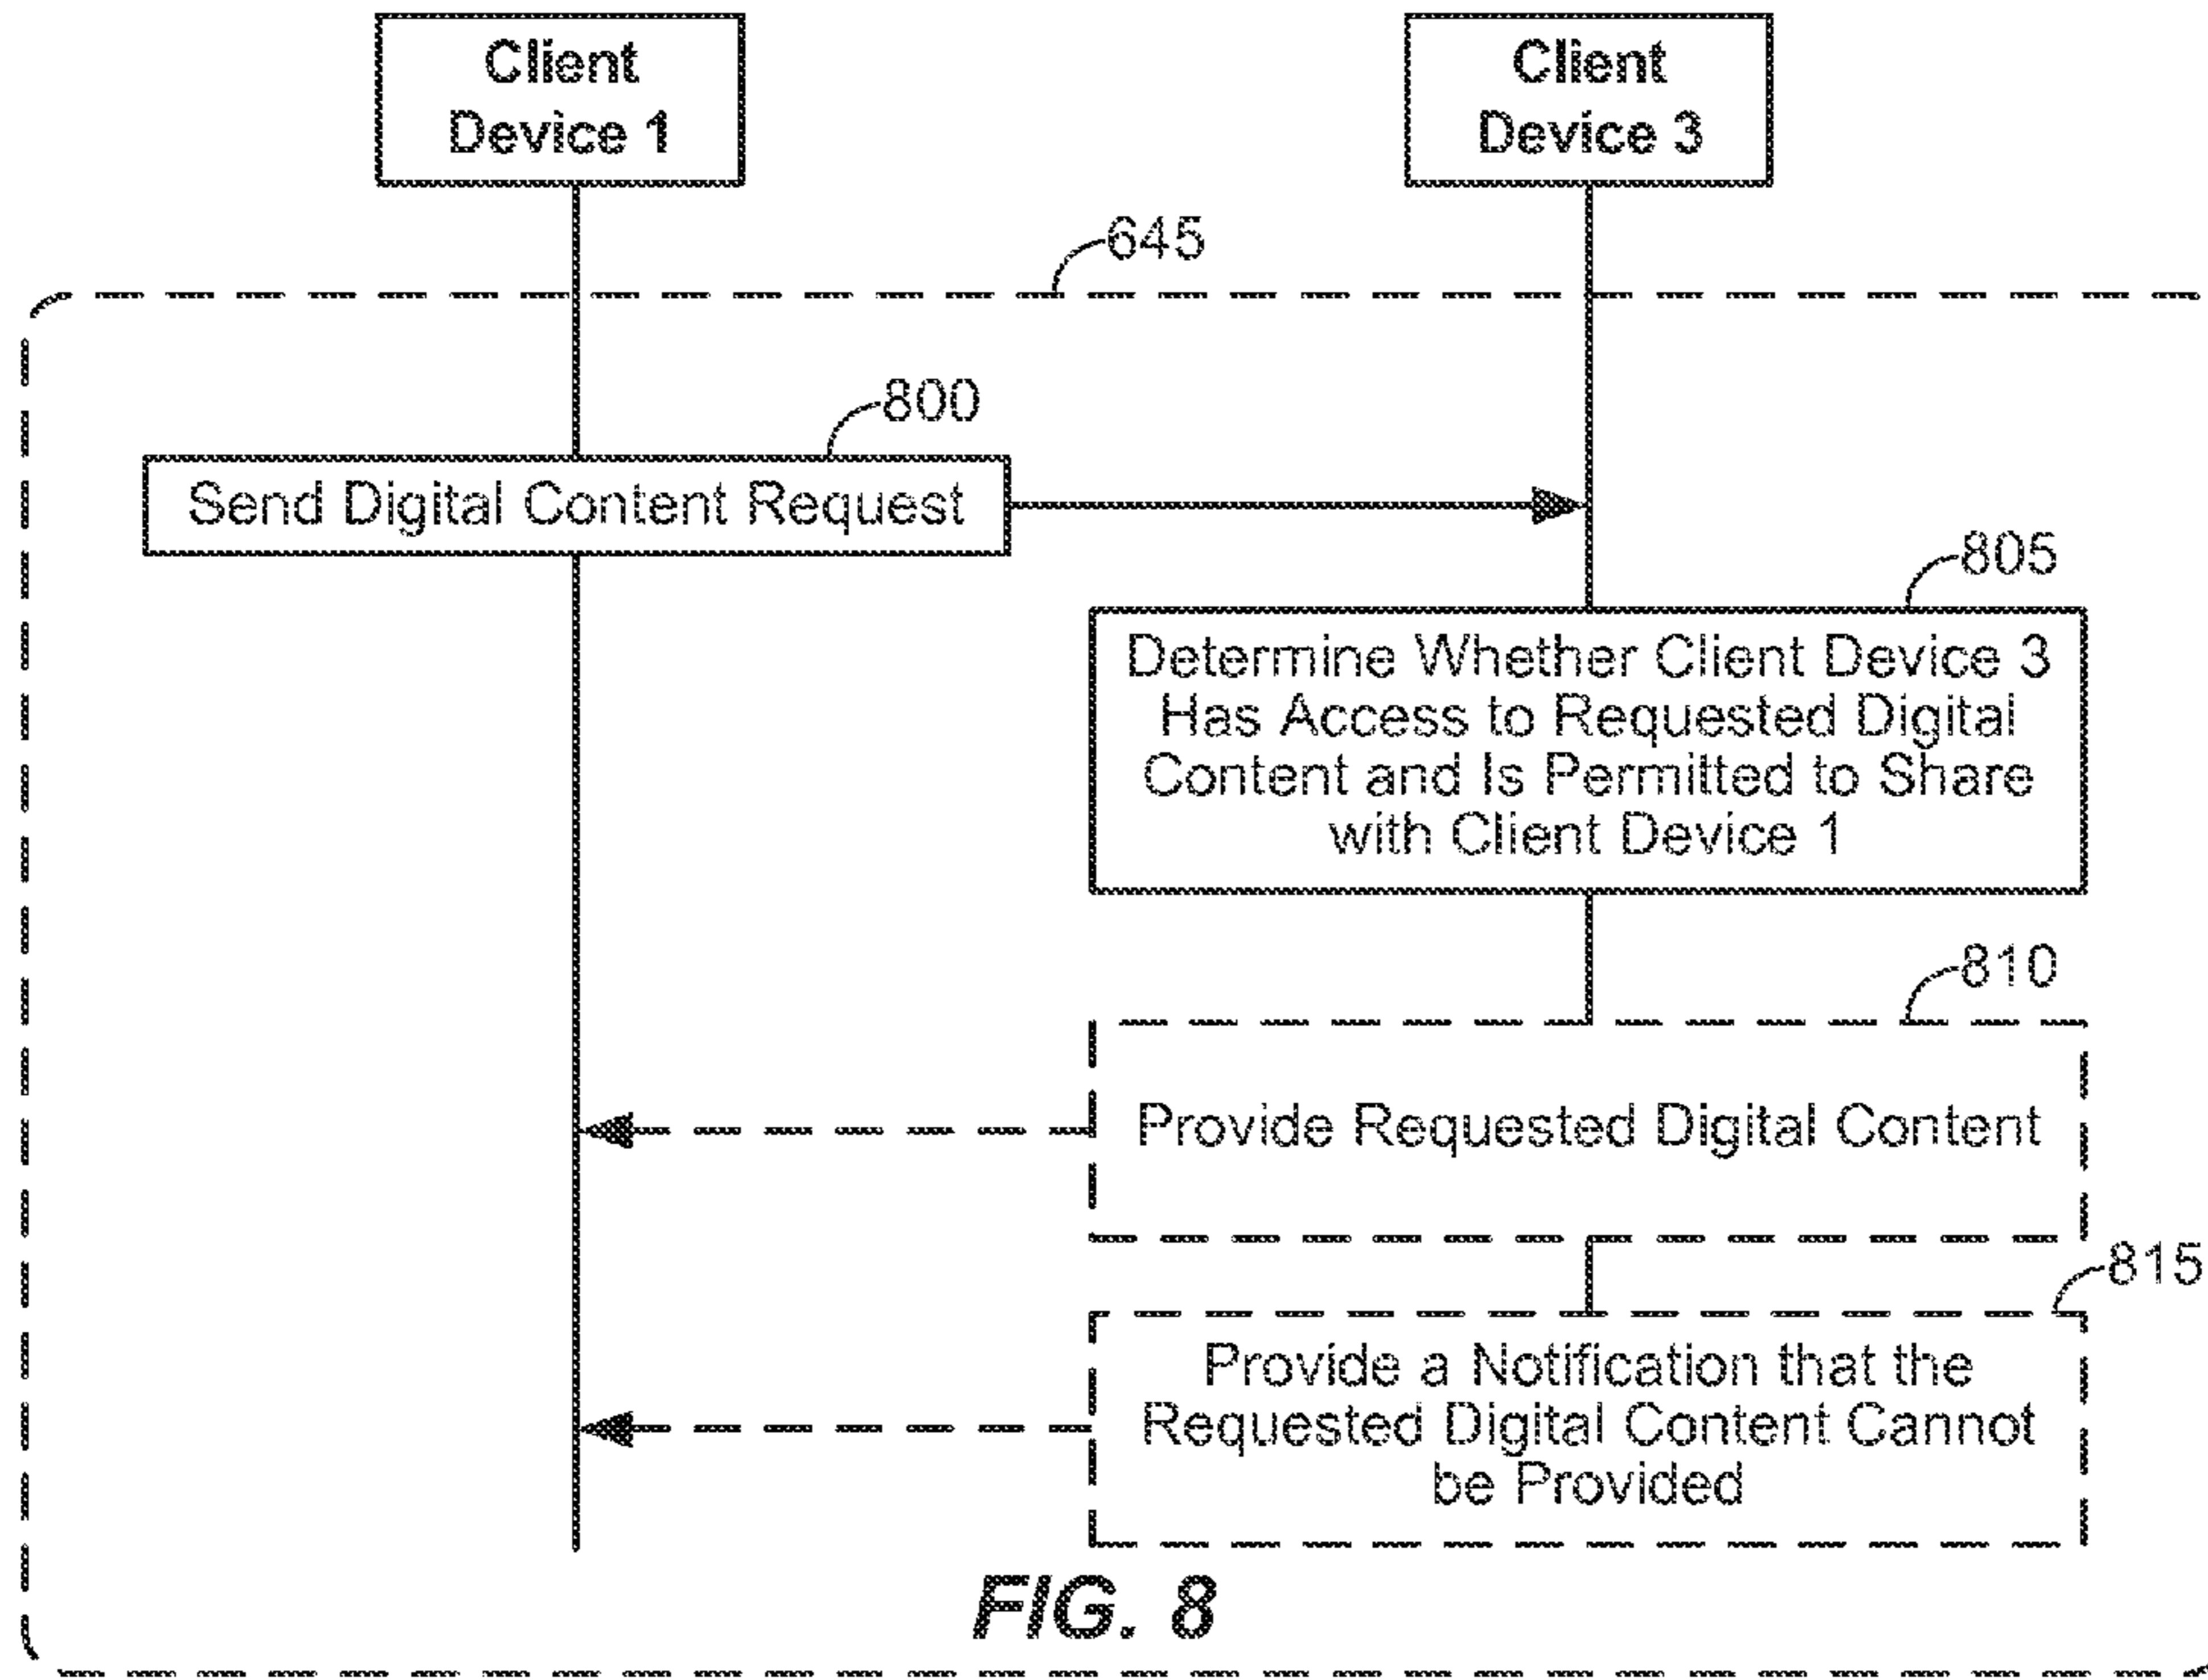 Client
Device 1
Client
Device 3
645
800
Send Digital Content Request
805
Determine Whether Client Device 3
Has Access to Requested Digital
Content and Is Permitted to Share
with Client Device 1
810
Provide Requested Digital Content
815
Provide a Notification that the
Requested Digital Content Cannot
be Provided
FIG. 8